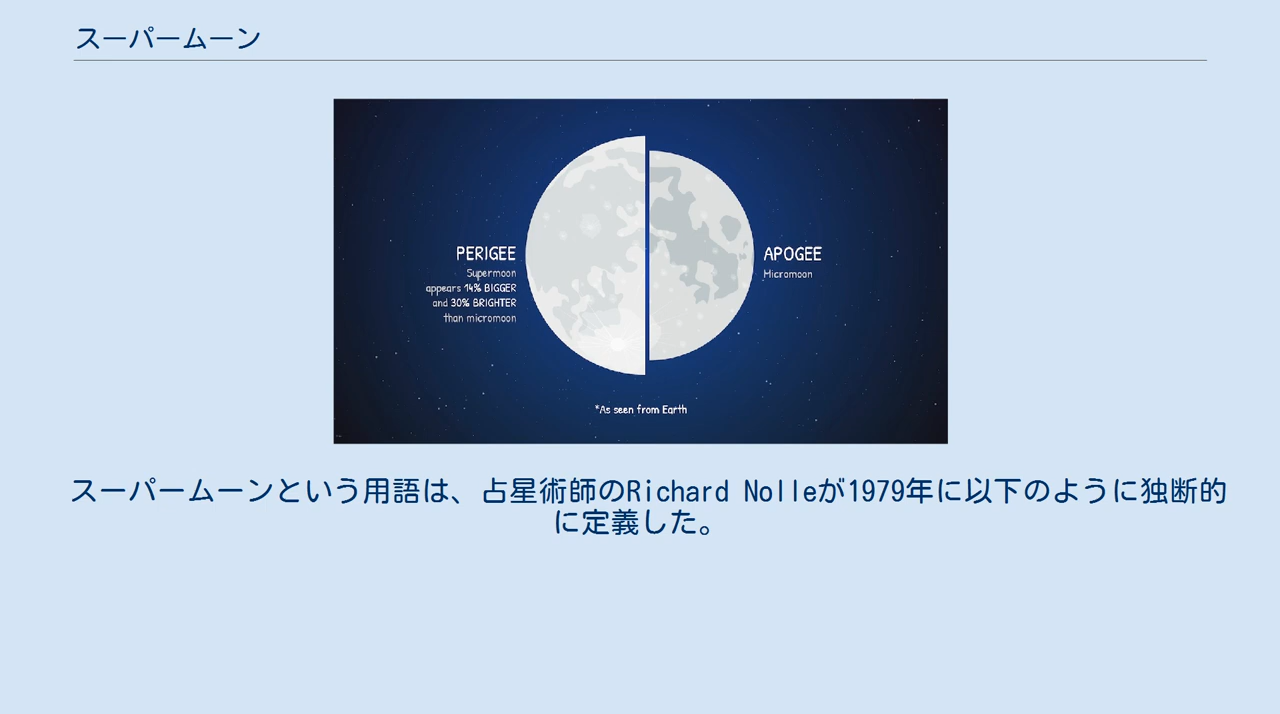 スーパームーン
PERIGEE
Supermoon
appears 14% BIGGER
and 30% BRIGHTER
than micromoon
APOGEE
Micromoon
*As seen from Earth
スーパームーンという用語は、占星術師のRichard Nolleが1979年に以下のように独断的
に定義した。